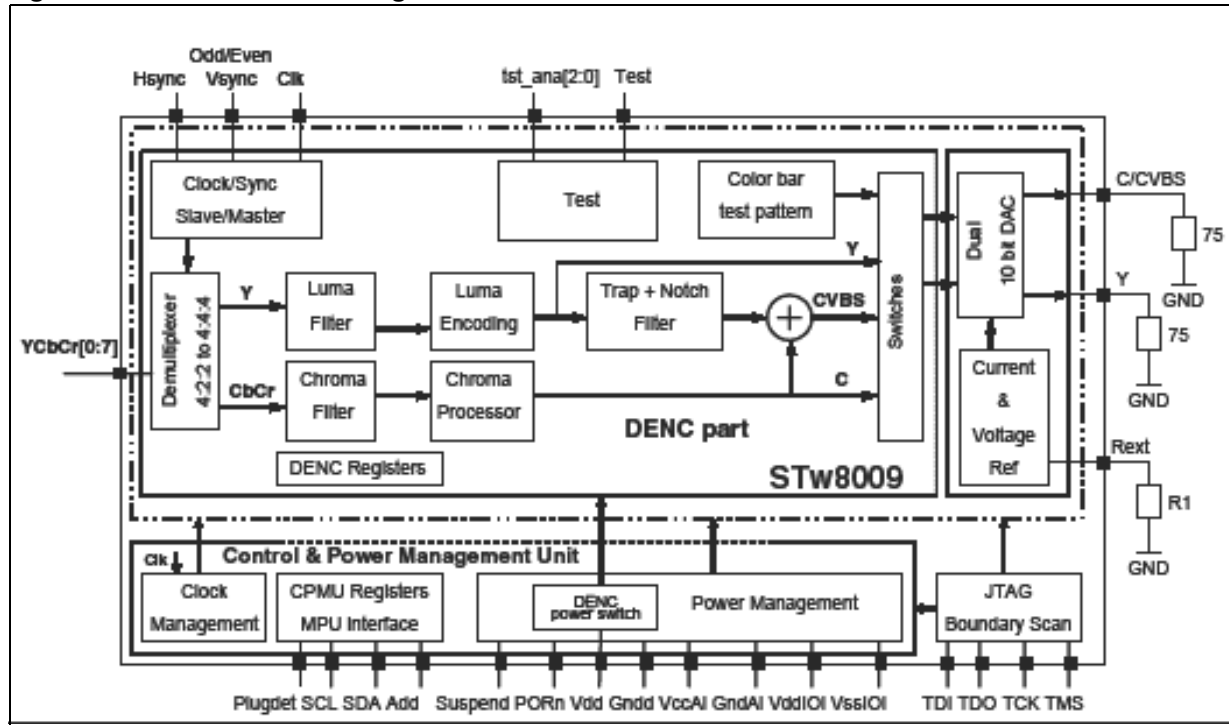 Odd/Even
Hsync Vsync Clk
tst_ana[2:0] Test
Clock/Sync
Slave/Master
Test
Color bar
test pattern
Switches
Dual
10 bit DAC
C/CVBS
75
GND
Y
75
GND
YCbCr[0:7]
Demultiplexer
4:2:2 to 4:4:4
Y
Luma
Filter
Luma
Encoding
Trap + Notch
Filter
Y
CVBS
C
CbCr
Chroma
Filter
Chroma
Processor
DENC part
DENC Registers
STw8009
Current
&
Voltage
Ref
Rext
R1
GND
Control & Power Management Unit
Clk
Clock
Management
CPMU Registers
MPU Interface
DENC
power switch
Power Management
JTAG
Boundary Scan
Plugdet SCL SDA Add Suspend PORn Vdd Gndd VccAI GndAI VddIOI VssIOI TDI TDO TCK TMS